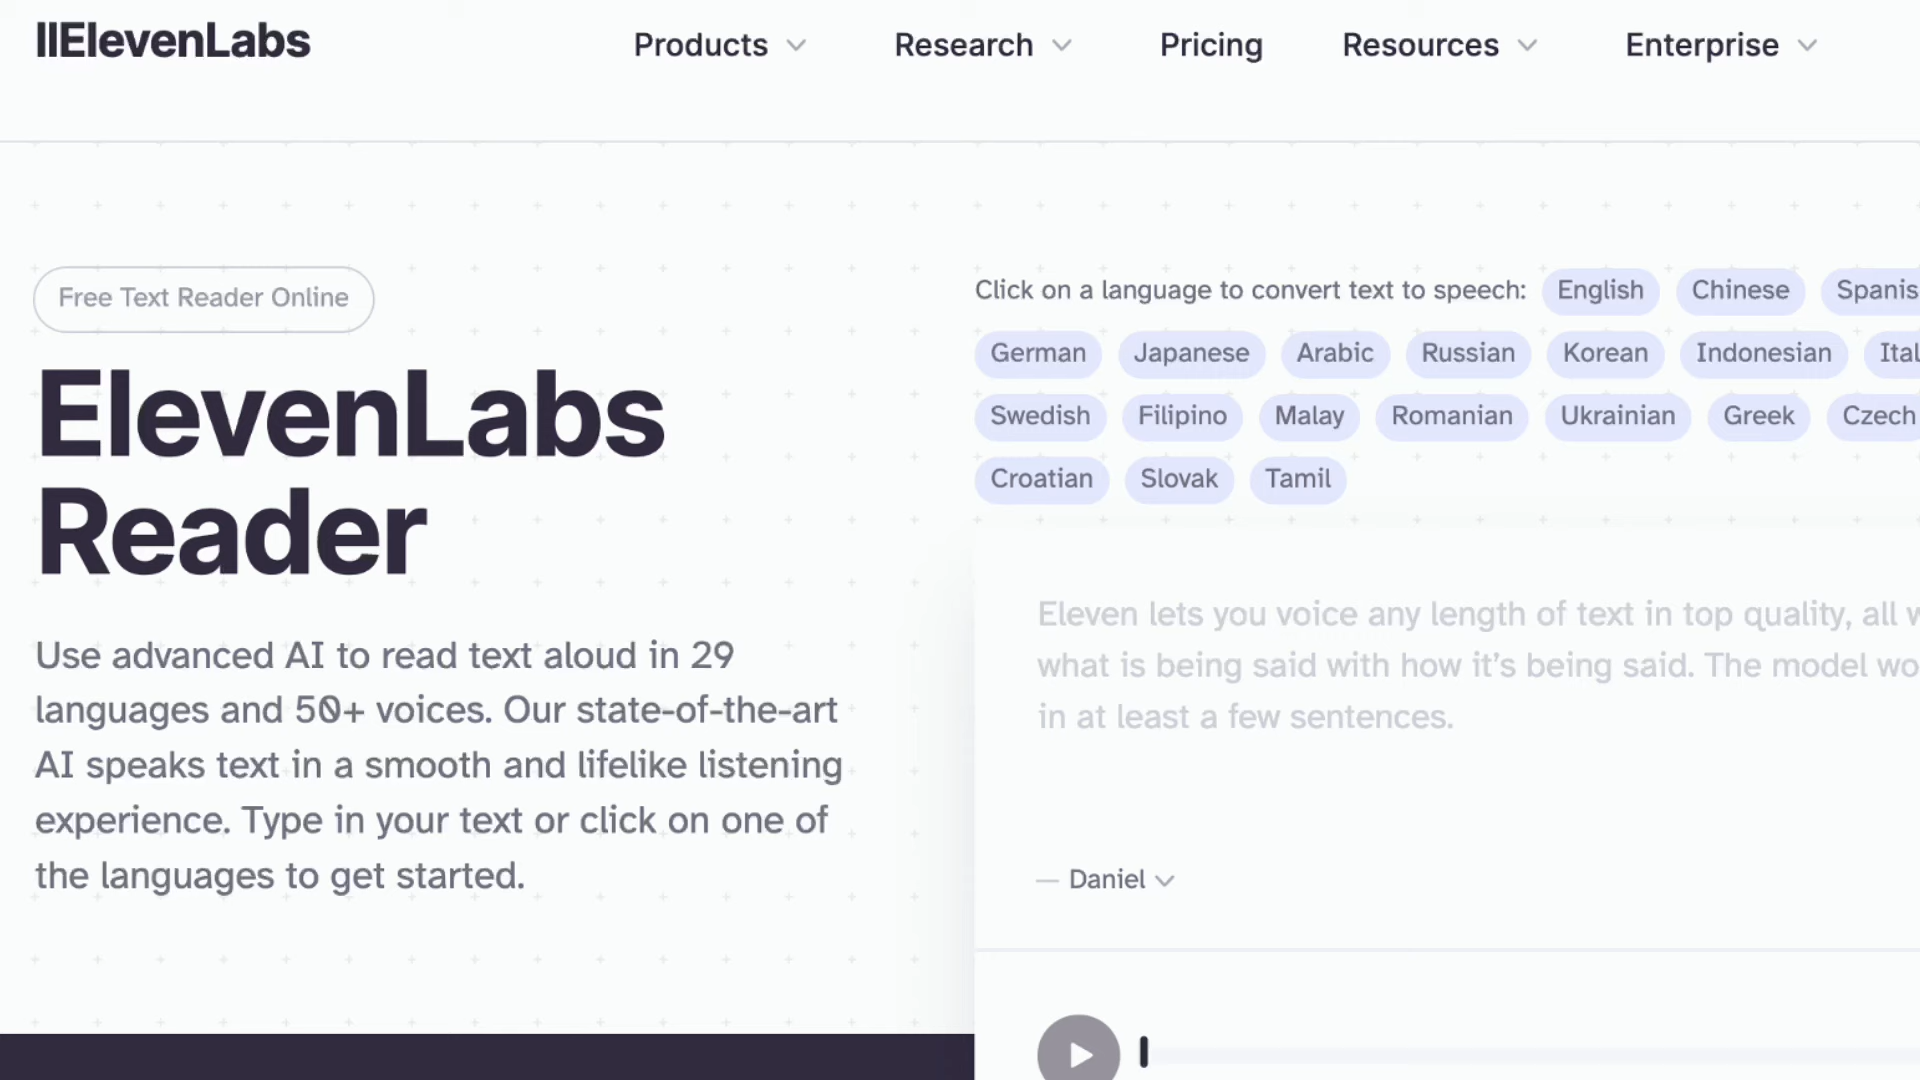 IIElevenLabs
Products
Research
Pricing
Resources
Enterprise
Free Text Reader Online
ElevenLabs
Reader
Use advanced AI to read text aloud in 29
languages and 50+ voices. Our state-of-the-art
AI speaks text in a smooth and lifelike listening
experience. Type in your text or click on one of
the languages to get started.
Click on a language to convert text to speech: English Chinese Spanis
German Japanese Arabic Russian Korean Indonesian Ital
Swedish Filipino Malay Romanian Ukrainian Greek Czech
Croatian Slovak Tamil
Eleven lets you voice any length of text in top quality, all w
what is being said with how it’s being said. The model wo
in at least a few sentences.
— Daniel